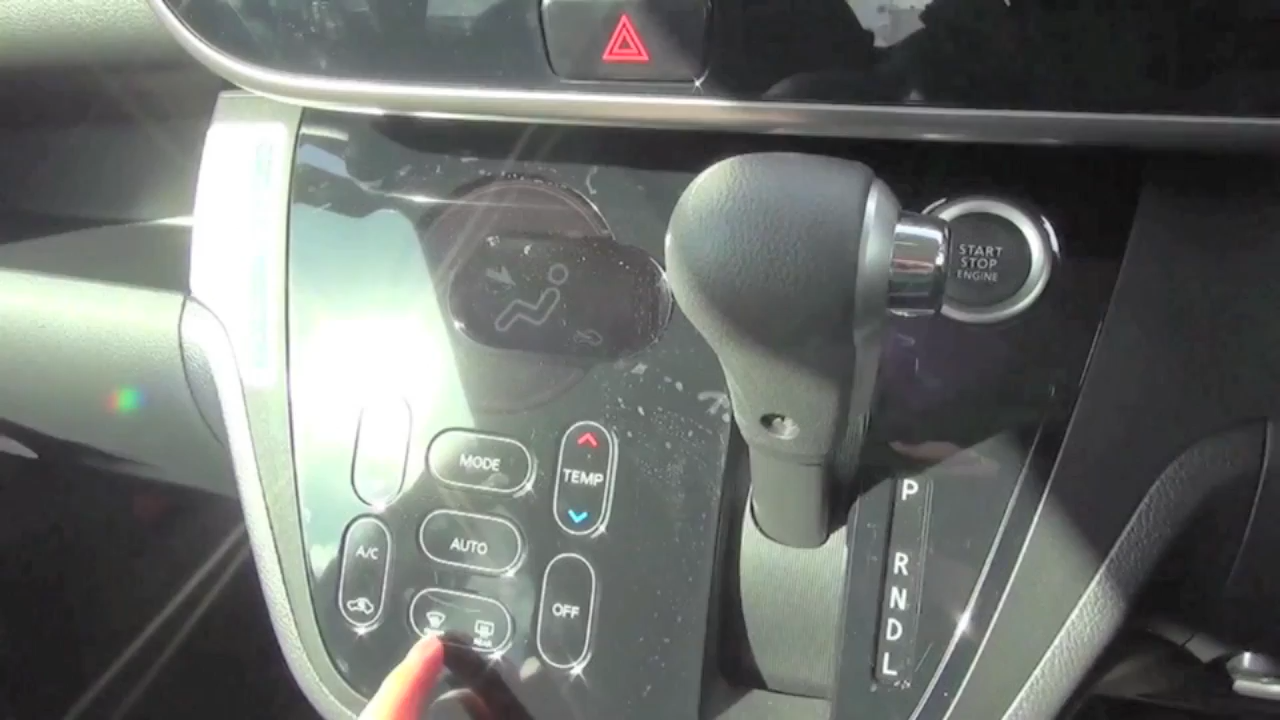 START
STOP
ENGINE
MODE
TEMP
AUTO
A/C
OFF
P
R
N
D
L